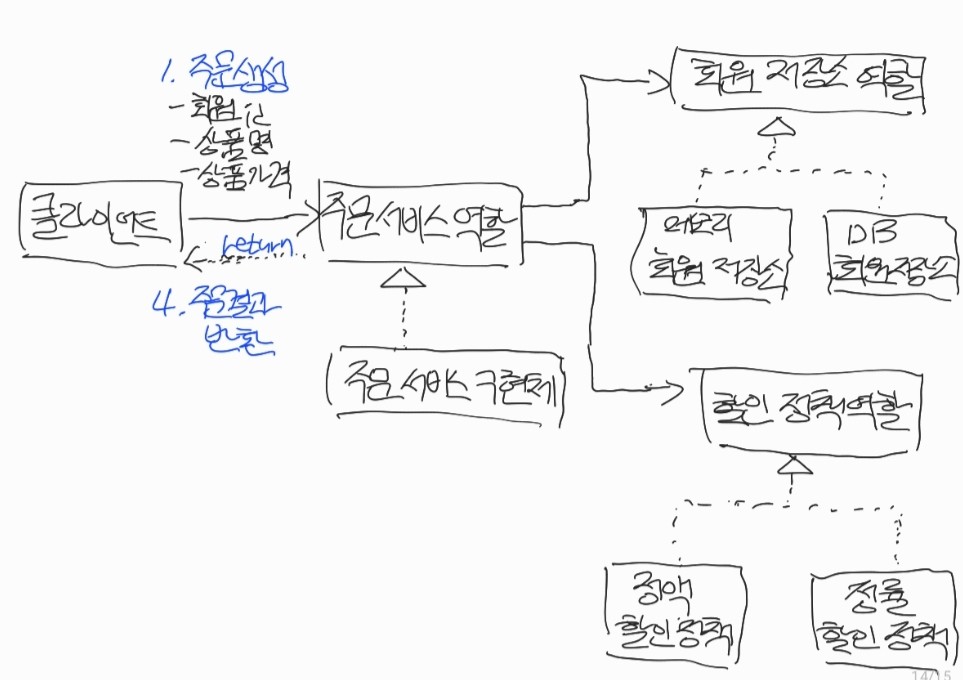 1. 주문생성
- 회원 ID
- 상품명
- 상품가격
클라이언트
return
4. 주문결과
반환
주문 서비스 역할
주문 서비스 구현체
회원 저장소 역할
메모리
회원 저장소
DB
회원저장소
할인 정책 역할
정액
할인 정책
정률
할인 정책
14/15